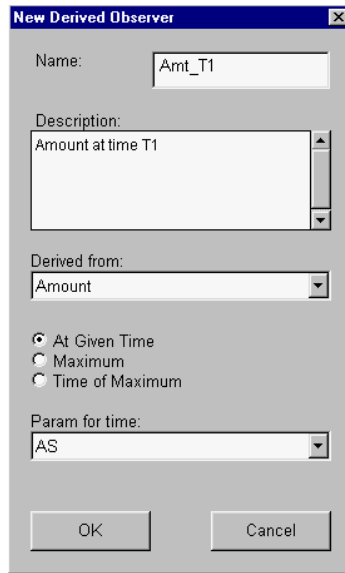 New Derived Observer
Name:
Amt_T1
Description:
Amount at time T1
Derived from:
Amount
At Given Time
Maximum
Time of Maximum
Param for time:
AS
OK
Cancel